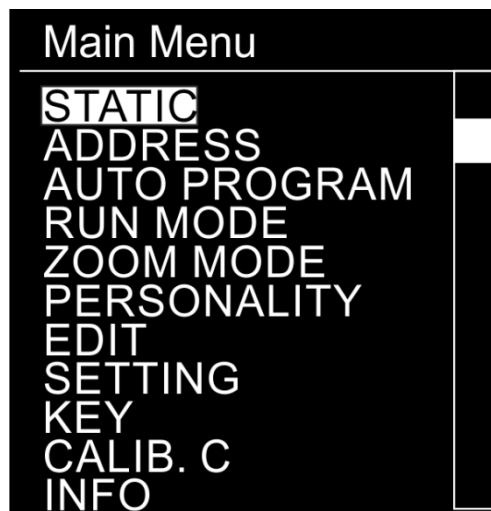 Main Menu
STATIC
ADDRESS
AUTO PROGRAM
RUN MODE
ZOOM MODE
PERSONALITY
EDIT
SETTING
KEY
CALIB. C
INFO